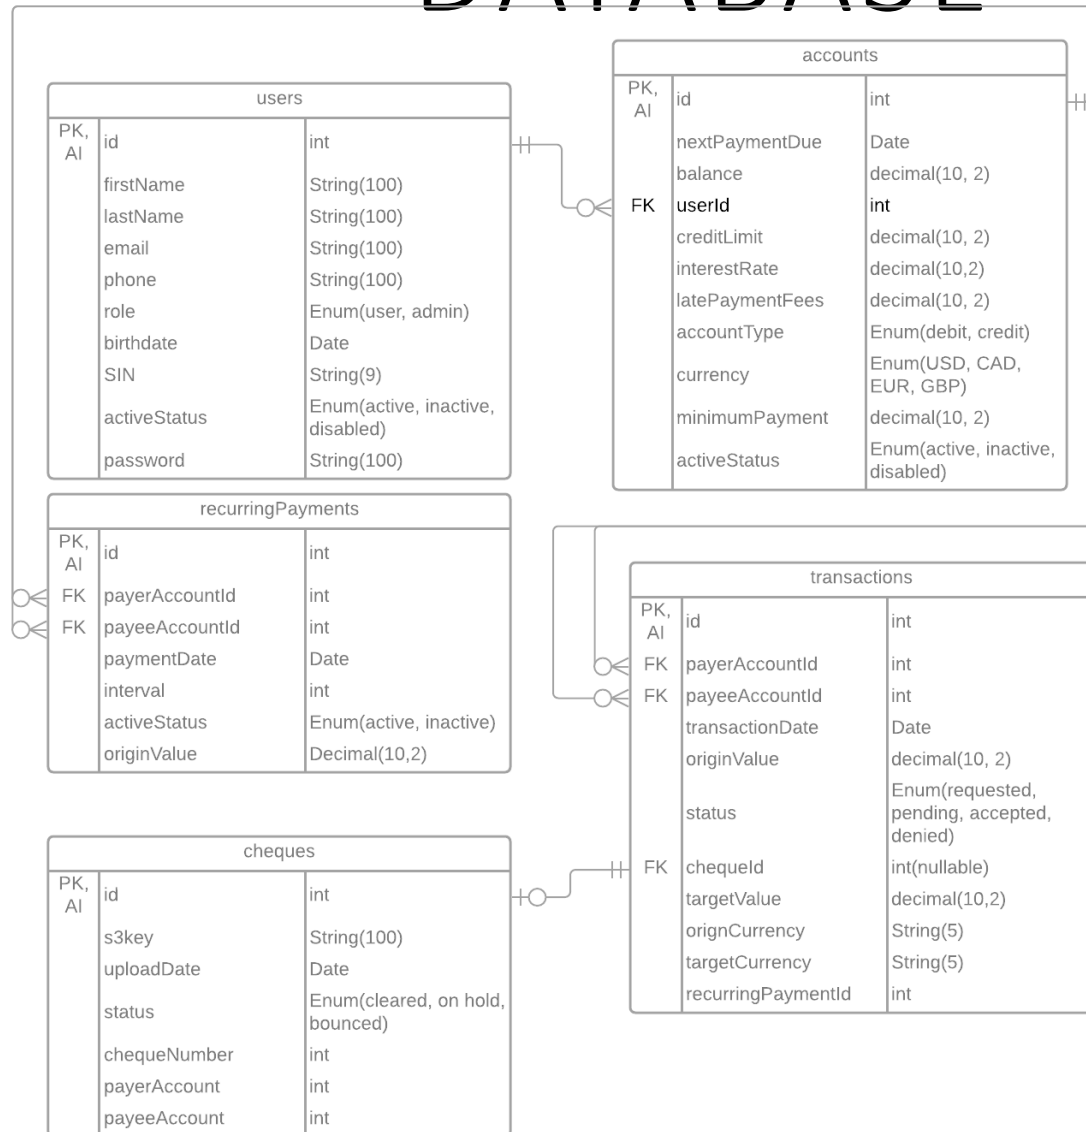 DATABASE
users
PK, AI id int
firstName String(100)
lastName String(100)
email String(100)
phone String(100)
role Enum(user, admin)
birthdate Date
SIN String(9)
activeStatus Enum(active, inactive, disabled)
password String(100)
accounts
PK, AI id int
nextPaymentDue Date
balance decimal(10, 2)
FK userId int
creditLimit decimal(10, 2)
interestRate decimal(10,2)
latePaymentFees decimal(10, 2)
accountType Enum(debit, credit)
currency Enum(USD, CAD, EUR, GBP)
minimumPayment decimal(10, 2)
activeStatus Enum(active, inactive, disabled)
recurringPayments
PK, AI id int
FK payerAccountId int
FK payeeAccountId int
paymentDate Date
interval int
activeStatus Enum(active, inactive)
originValue Decimal(10,2)
transactions
PK, AI id int
FK payerAccountId int
FK payeeAccountId int
transactionDate Date
originValue decimal(10, 2)
status Enum(requested, pending, accepted, denied)
FK chequeId int(nullable)
targetValue decimal(10,2)
orignCurrency String(5)
targetCurrency String(5)
recurringPaymentId int
cheques
PK, AI id int
s3key String(100)
uploadDate Date
status Enum(cleared, on hold, bounced)
chequeNumber int
payerAccount int
payeeAccount int